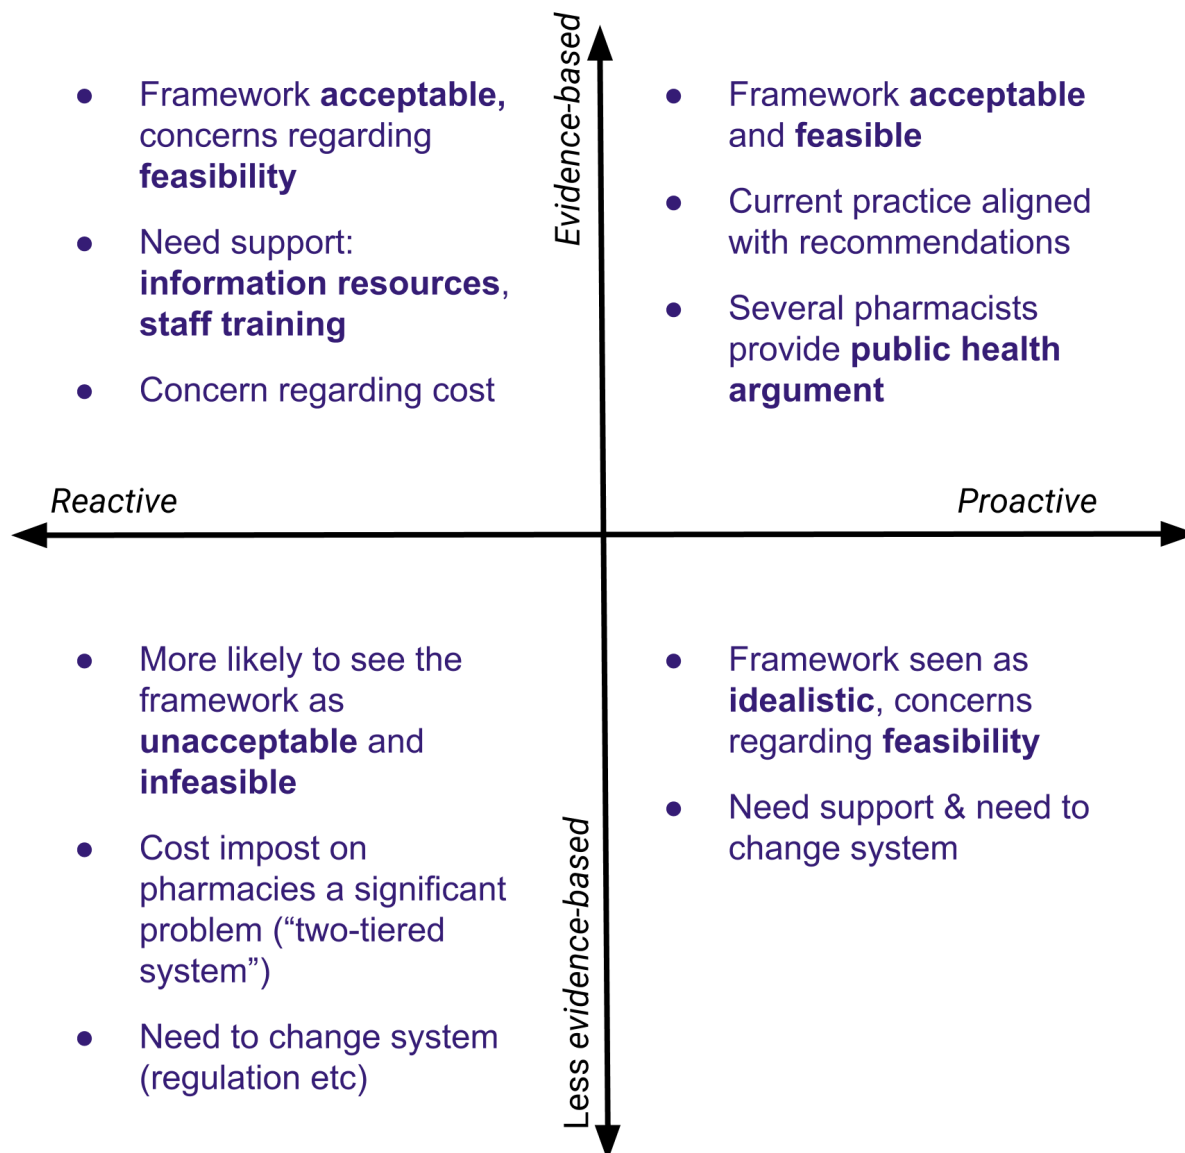 Evidence-based
● Framework acceptable,
concerns regarding
feasibility
● Need support:
information resources,
staff training
● Concern regarding cost
● Framework acceptable
and feasible
● Current practice aligned
with recommendations
● Several pharmacists
provide public health
argument
Reactive
Proactive
● More likely to see the
framework as
unacceptable and
infeasible
● Cost impost on
pharmacies a significant
problem (“two-tiered
system”)
● Need to change system
(regulation etc)
● Framework seen as
idealistic, concerns
regarding feasibility
● Need support & need to
change system
Less evidence-based